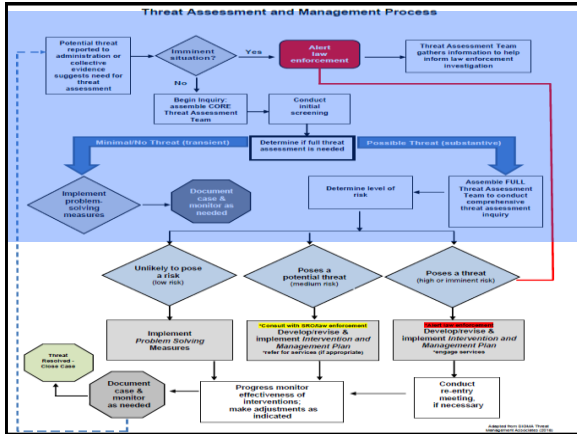 Threat Assessment and Management Process
Potential threat
reported to
administration or
collective
evidence
suggests need for
threat
assessment
Imminent
situation?
Yes
Alert
law
enforcement
Threat Assessment Team
gathers information to help
inform law enforcement
investigation
No
Begin Inquiry:
assemble CORE
Threat Assessment
Team
Conduct
initial
screening
Minimal/No Threat (transient)
Determine if full threat
assessment is needed
Possible Threat (substantive)
Implement
problem-
solving
measures
Document
case &
monitor as
needed
Determine level of
risk
Assemble FULL
Threat Assessment
Team to conduct
comprehensive
threat assessment
inquiry
Unlikely to pose
a risk
(low risk)
Poses a
potential threat
(medium risk)
Poses a threat
(high or imminent risk)
Implement
Problem Solving
Measures
*Consult with SRO/law enforcement
Develop/revise &
implement Intervention and
Management Plan
*refer for services (if appropriate)
*Alert law enforcement
Develop/revise &
implement Intervention and
Management Plan
*engage services
Threat
Resolved -
Close Case
Document
case &
monitor as
needed
Progress monitor
effectiveness of
interventions;
make adjustments as
indicated
Conduct
re-entry
meeting,
if necessary
Adapted from
Threat
Management Associates